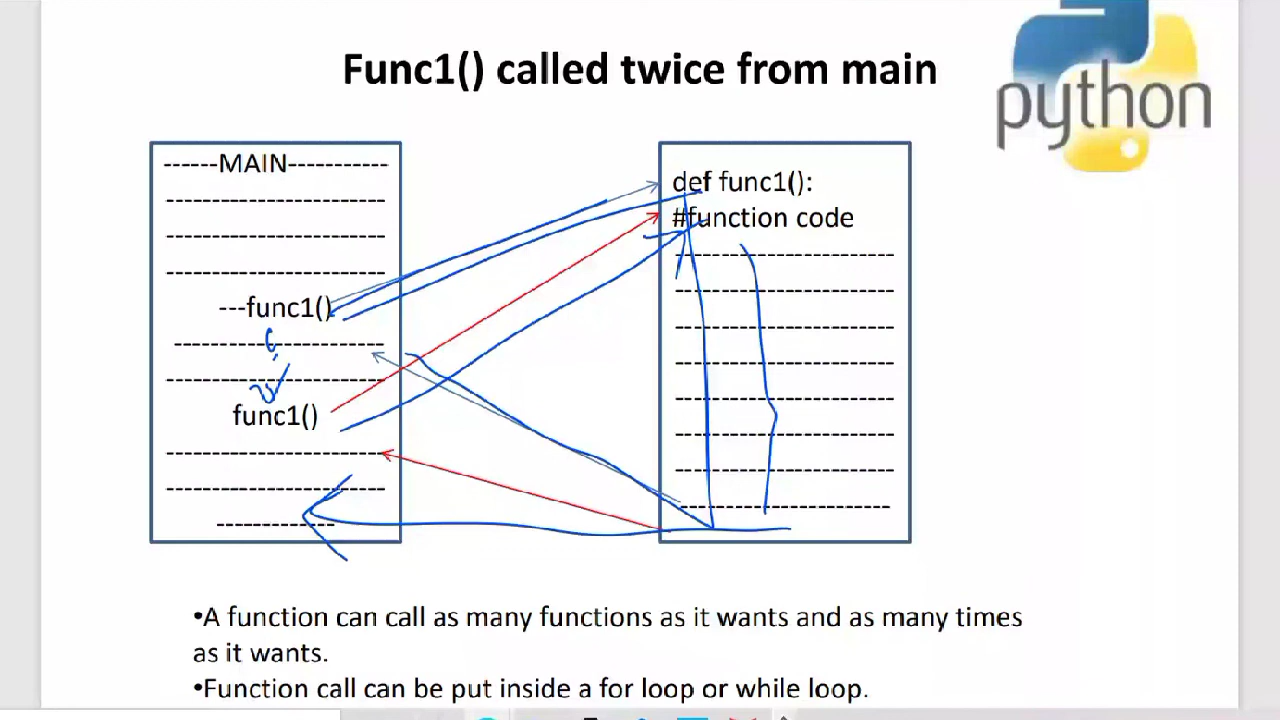 Func1() called twice from main
python
------MAIN-----------
-----------------------
-----------------------
-----------------------
---func1()
----------------------
-----------------------
func1()
-----------------------
-----------------------
------------
def func1():
#function code
-----------------------
-----------------------
-----------------------
-----------------------
-----------------------
-----------------------
-----------------------
----------------------
•A function can call as many functions as it wants and as many times
as it wants.
•Function call can be put inside a for loop or while loop.